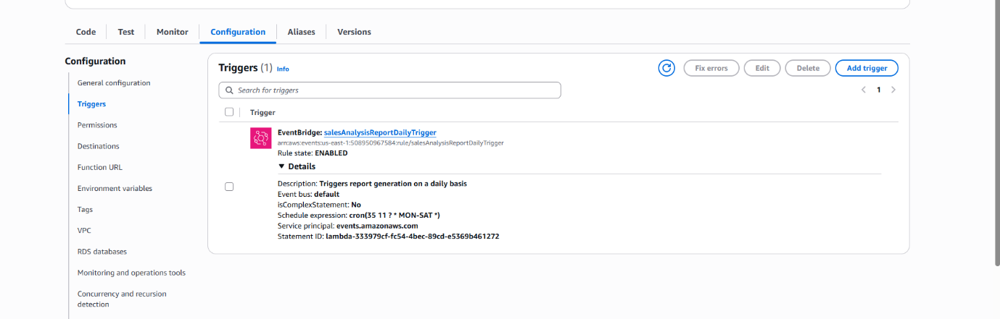 Code
Test
Monitor
Configuration
Aliases
Versions
Configuration
General configuration
Triggers
Permissions
Destinations
Function URL
Environment variables
Tags
VPC
RDS databases
Monitoring and operations tools
Concurrency and recursion
detection
Triggers (1) Info
Fix errors
Edit
Delete
Add trigger
Search for triggers
1
Trigger
EventBridge: salesAnalysisReportDailyTrigger
arn:aws:events:us-east-1:508950967584:rule/salesAnalysisReportDailyTrigger
Rule state: ENABLED
Details
Description: Triggers report generation on a daily basis
Event bus: default
isComplexStatement: No
Schedule expression: cron(35 11 ? * MON-SAT *)
Service principal: events.amazonaws.com
Statement ID: lambda-333979cf-fc54-4bec-89cd-e5369b461272